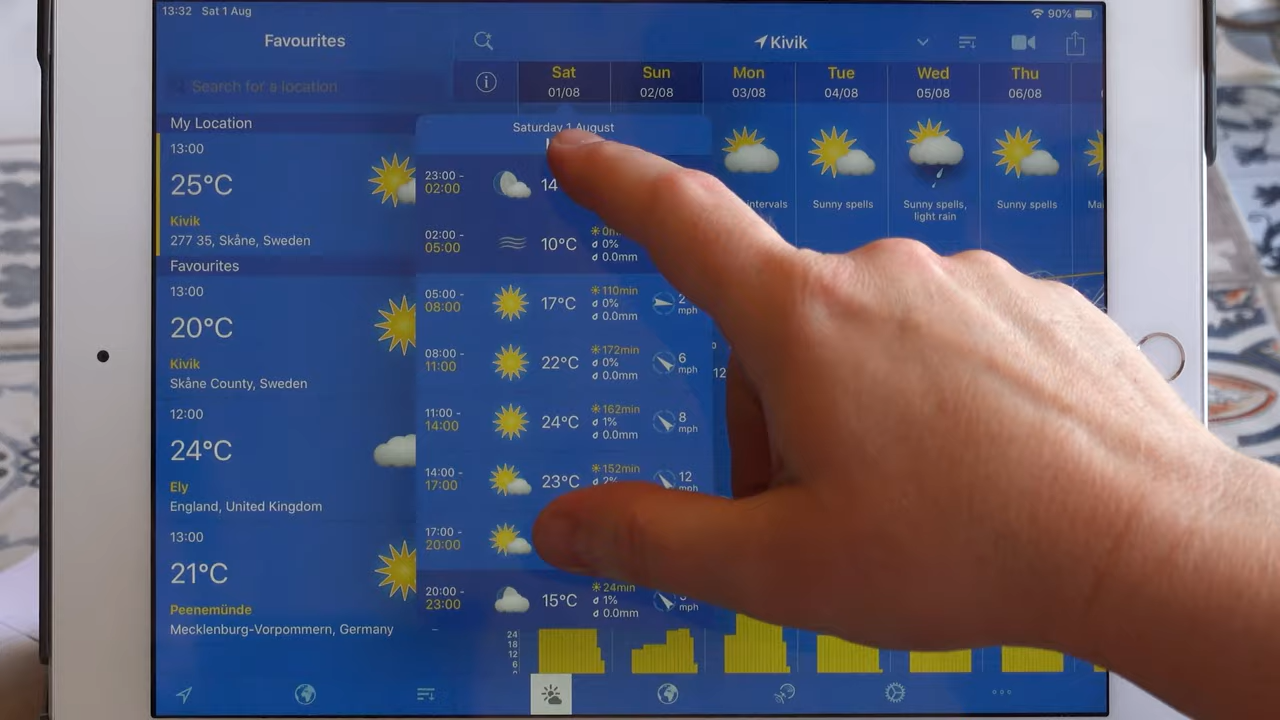 13:32 Sat 1 Aug
90%
Favourites
Search for a location
My Location
13:00
25°C
Kivik
277 35, Skåne, Sweden
Favourites
13:00
20°C
Kivik
Skåne County, Sweden
12:00
24°C
Ely
England, United Kingdom
13:00
21°C
Peenemünde
Mecklenburg-Vorpommern, Germany
Kivik
Sat
01/08
Sun
02/08
Mon
03/08
Tue
04/08
Wed
05/08
Thu
06/08
Saturday 1 August
23:00 -
02:00
14
02:00 -
05:00
10°C
0%
0.0mm
05:00 -
08:00
17°C
110min
0%
0.0mm
2
mph
08:00 -
11:00
22°C
172min
0%
0.0mm
6
mph
11:00 -
14:00
24°C
162min
1%
0.0mm
8
mph
14:00 -
17:00
23°C
152min
2%
12
mph
17:00 -
20:00
20:00 -
23:00
15°C
24min
1%
0.0mm
mph
intervals
Sunny spells
Sunny spells,
light rain
Sunny spells
12
24
18
12
6